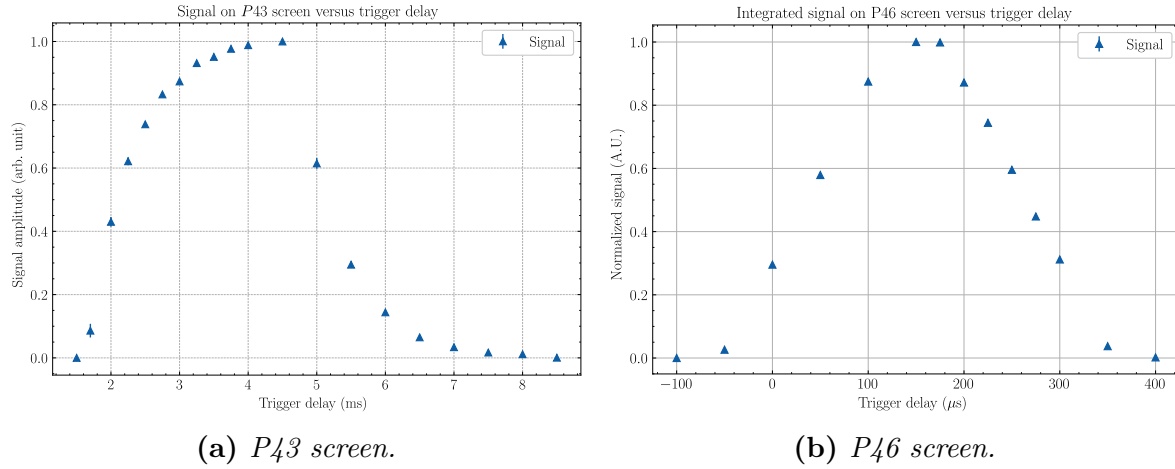 Signal on P43 screen versus trigger delay
Signal
Signal amplitude (arb. unit)
1.0
0.8
0.6
0.4
0.2
0.0
2 3 4 5 6 7 8
Trigger delay (ms)
(a) P43 screen.
Integrated signal on P46 screen versus trigger delay
Signal
Normalized signal (A.U.)
1.0
0.8
0.6
0.4
0.2
0.0
−100 0 100 200 300 400
Trigger delay (μs)
(b) P46 screen.